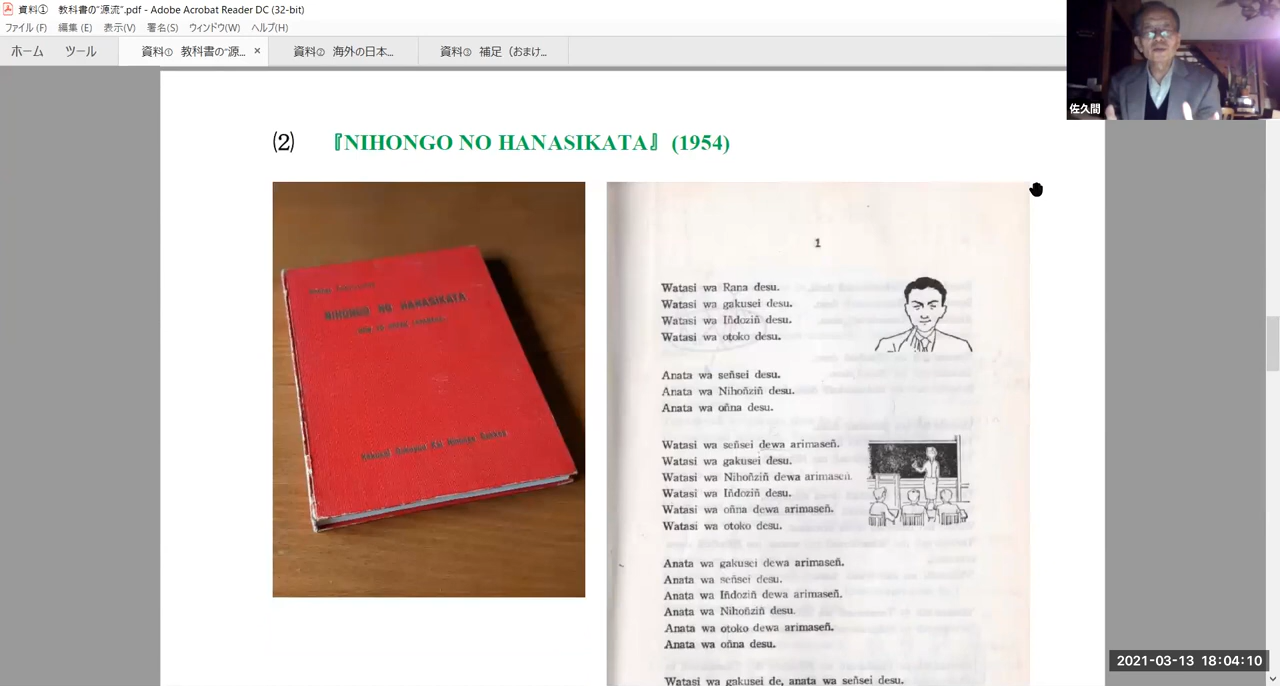 資料① 教科書の“源流”.pdf - Adobe Acrobat Reader DC (32-bit)
ファイル(F) 編集(E) 表示(V) 署名(S) ウィンドウ(W) ヘルプ(H)
ホーム ツール 資料① 教科書の“源... × 資料② 海外の日本... 資料③ 補足（おまけ...
佐久間
(2) 『NIHONGO NO HANASIKATA』(1954)
NIHONGO NO HANASIKATA
Kokusai Gakuyuu Kai Nihongo Gakkoo
1
Watasi wa Rana desu.
Watasi wa gakusei desu.
Watasi wa Iñdoziñ desu.
Watasi wa otoko desu.
Anata wa señsei desu.
Anata wa Nihoñziñ desu.
Anata wa oñna desu.
Watasi wa señsei dewa arimaseñ.
Watasi wa gakusei desu.
Watasi wa Nihoñziñ dewa arimaseñ.
Watasi wa Iñdoziñ desu.
Watasi wa oñna dewa arimaseñ.
Watasi wa otoko desu.
Anata wa gakusei dewa arimaseñ.
Anata wa señsei desu.
Anata wa Iñdoziñ dewa arimaseñ.
Anata wa Nihoñziñ desu.
Anata wa otoko dewa arimaseñ.
Anata wa oñna desu.
Watasi wa gakusei de, anata wa señsei desu.
2021-03-13 18:04:10